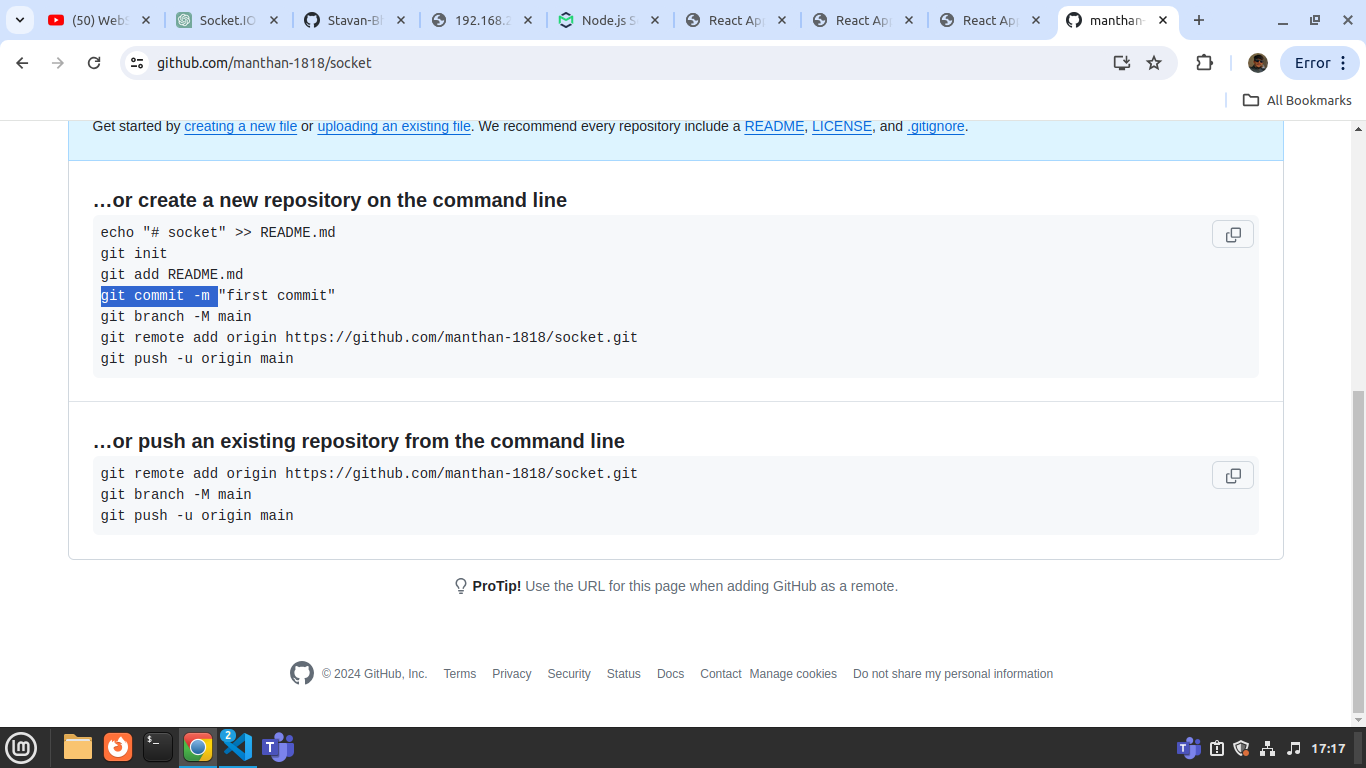 (50) WebS
Socket.IO
Stavan-Bh
192.168.2
Node.js S
React App
React App
React App
manthan-
github.com/manthan-1818/socket
Error
All Bookmarks
Get started by creating a new file or uploading an existing file. We recommend every repository include a README, LICENSE, and .gitignore.
…or create a new repository on the command line
echo "# socket" >> README.md
git init
git add README.md
git commit -m "first commit"
git branch -M main
git remote add origin https://github.com/manthan-1818/socket.git
git push -u origin main
…or push an existing repository from the command line
git remote add origin https://github.com/manthan-1818/socket.git
git branch -M main
git push -u origin main
ProTip! Use the URL for this page when adding GitHub as a remote.
© 2024 GitHub, Inc. Terms Privacy Security Status Docs Contact Manage cookies Do not share my personal information
2
17:17